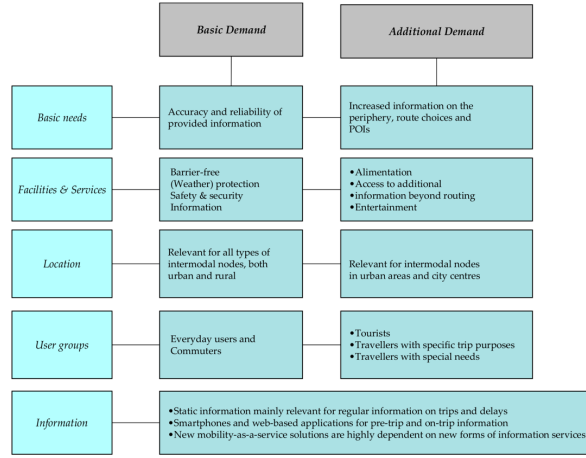 Basic Demand
Additional Demand
Basic needs
Accuracy and reliability of
provided information
Increased information on the
periphery, route choices and
POIs
Facilities & Services
Barrier-free
(Weather) protection
Safety & security
Information
•Alimentation
•Access to additional
•information beyond routing
•Entertainment
Location
Relevant for all types of
intermodal nodes, both
urban and rural
Relevant for intermodal nodes
in urban areas and city centres
User groups
Everyday users and
Commuters
•Tourists
•Travellers with specific trip purposes
•Travellers with special needs
Information
•Static information mainly relevant for regular information on trips and delays
•Smartphones and web-based applications for pre-trip and on-trip information
•New mobility-as-a-service solutions are highly dependent on new forms of information services